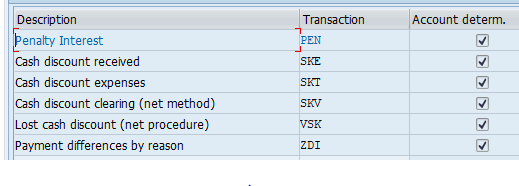 Description Transaction Account determ.
Penalty Interest PEN
Cash discount received SKE
Cash discount expenses SKT
Cash discount clearing (net method) SKV
Lost cash discount (net procedure) VSK
Payment differences by reason ZDI